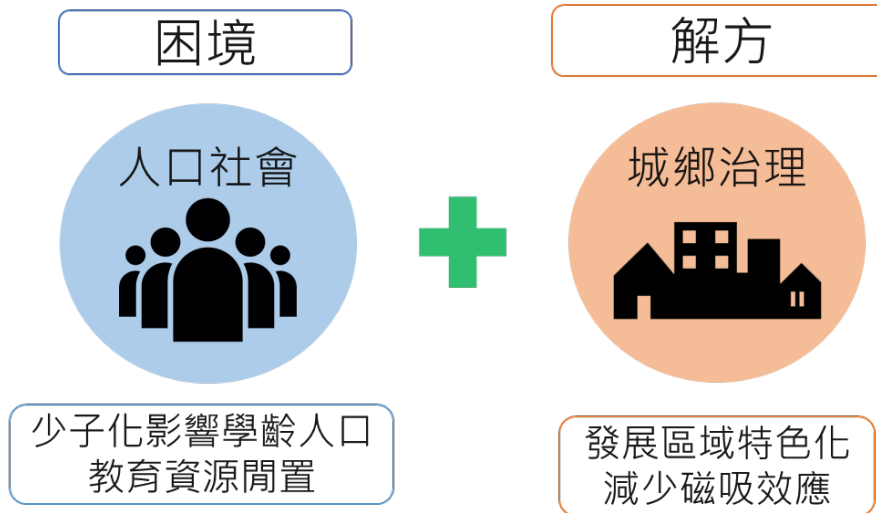 困境
解方
人口社會
城鄉治理
少子化影響學齡人口
教育資源閒置
發展區域特色化
減少磁吸效應